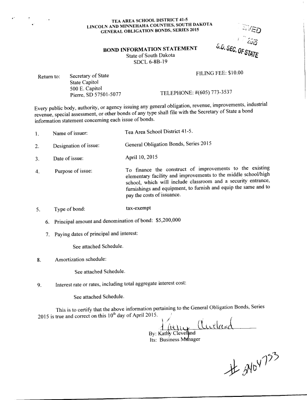 TEA AREA SCHOOL DISTRICT 41-5
LINCOLN AND MINNEHAHA COUNTIES, SOUTH DAKOTA
GENERAL OBLIGATION BONDS, SERIES 2015
S.D. SEC. OF STATE
BOND INFORMATION STATEMENT
State of South Dakota
SDCL 6-8B-19
Return to: Secretary of State FILING FEE: $10.00
State Capitol
500 E. Capitol
Pierre, SD 57501-5077 TELEPHONE: #(605) 773-3537
Every public body, authority, or agency issuing any general obligation, revenue, improvements, industrial
revenue, special assessment, or other bonds of any type shall file with the Secretary of State a bond
information statement concerning each issue of bonds.
1. Name of issuer: Tea Area School District 41-5.
2. Designation of issue: General Obligation Bonds, Series 2015
3. Date of issue: April 10, 2015
4. Purpose of issue: To finance the construct of improvements to the existing
elementary facility and improvements to the middle school/high
school, which will include classroom and a security entrance,
furnishings and equipment, to furnish and equip the same and to
pay the costs of issuance.
5. Type of bond: tax-exempt
6. Principal amount and denomination of bond: $5,200,000
7. Paying dates of principal and interest:
See attached Schedule.
8. Amortization schedule:
See attached Schedule.
9. Interest rate or rates, including total aggregate interest cost:
See attached Schedule.
This is to certify that the above information pertaining to the General Obligation Bonds, Series
2015 is true and correct on this 10th day of April 2015.
By: Kathy Cleveland
Its: Business Manager